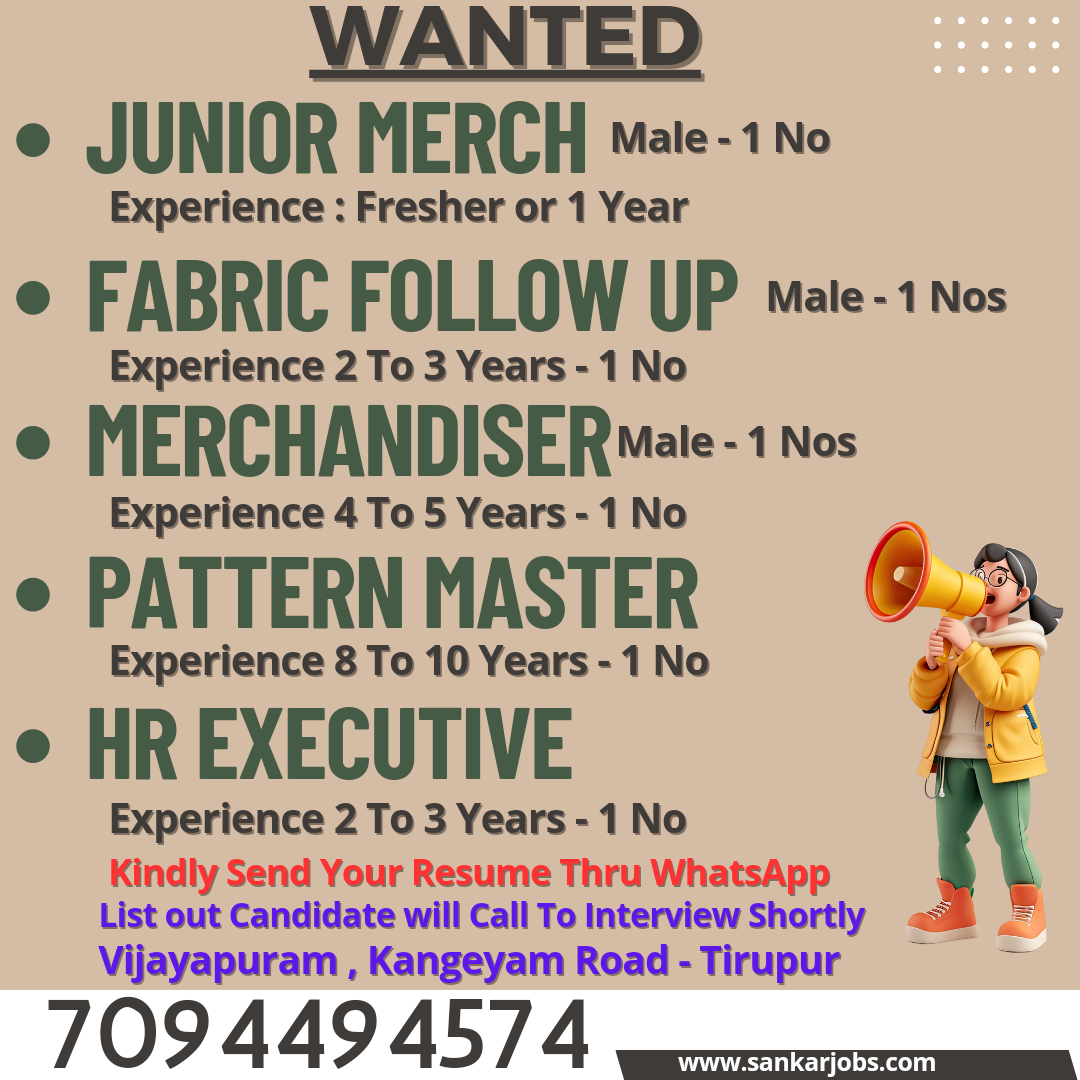 WANTED
JUNIOR MERCH Male - 1 No
Experience : Fresher or 1 Year
FABRIC FOLLOW UP Male - 1 Nos
Experience 2 To 3 Years - 1 No
MERCHANDISER Male - 1 Nos
Experience 4 To 5 Years - 1 No
PATTERN MASTER
Experience 8 To 10 Years - 1 No
HR EXECUTIVE
Experience 2 To 3 Years - 1 No
Kindly Send Your Resume Thru WhatsApp
List out Candidate will Call To Interview Shortly
Vijayapuram , Kangeyam Road - Tirupur
7094494574
www.sankarjobs.com